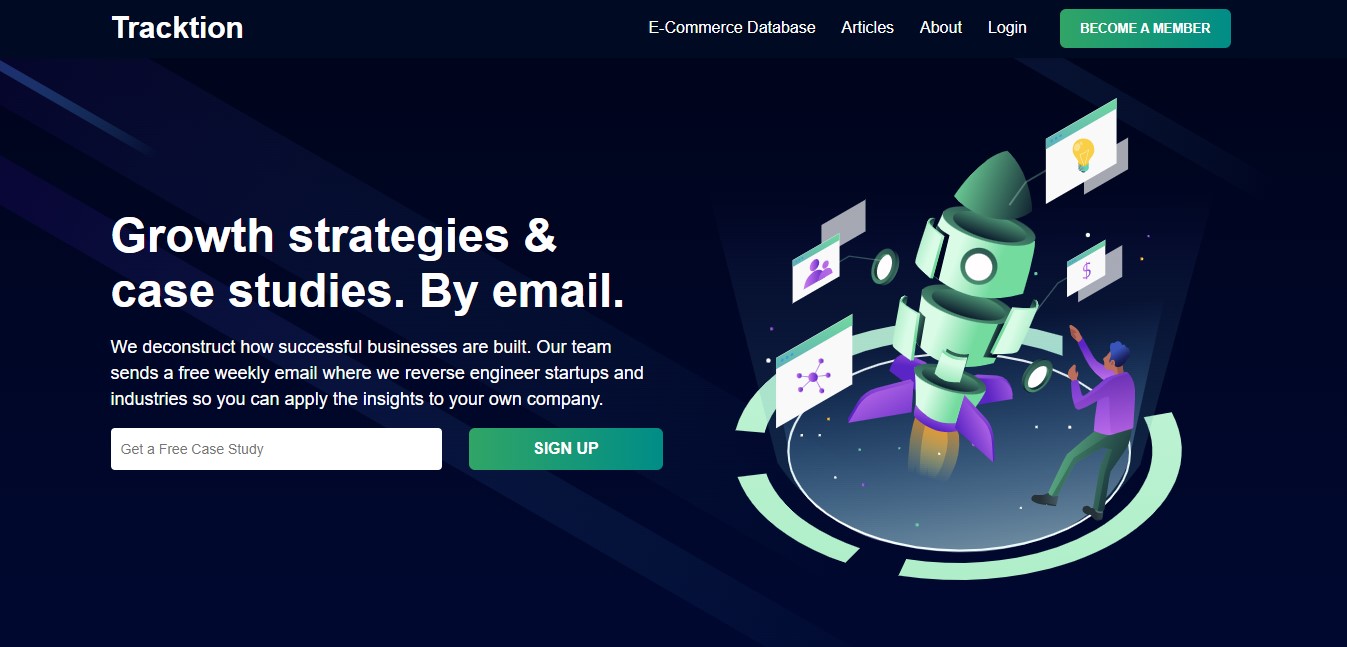 Tracktion
E-Commerce Database
Articles
About
Login
BECOME A MEMBER
Growth strategies &
case studies. By email.
We deconstruct how successful businesses are built. Our team
sends a free weekly email where we reverse engineer startups and
industries so you can apply the insights to your own company.
Get a Free Case Study
SIGN UP
$